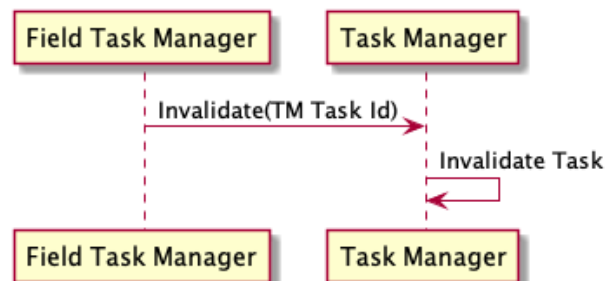 Field Task Manager
Task Manager
Invalidate(TM Task Id)
Invalidate Task
Field Task Manager
Task Manager